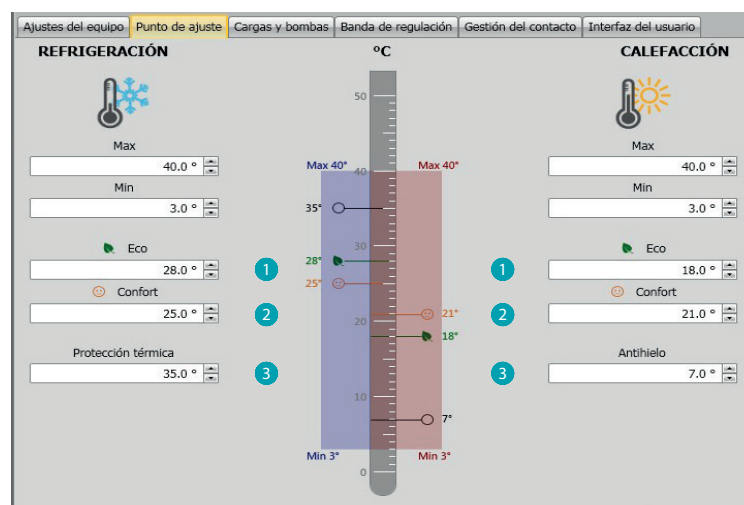 Ajustes del equipo Punto de ajuste Cargas y bombas Banda de regulación Gestión del contacto Interfaz del usuario
REFRIGERACIÓN °C CALEFACCIÓN
Max Max
40.0 ° 40.0 °
Min Min
3.0 ° 3.0 °
Eco Eco
28.0 ° 1 1 18.0 °
Confort Confort
25.0 ° 2 2 21.0 °
Protección térmica Antihielo
35.0 ° 3 3 7.0 °
50
Max 40° 40 Max 40°
35°
30
28°
25°
20 21°
18°
10
7°
Min 3° Min 3°
0